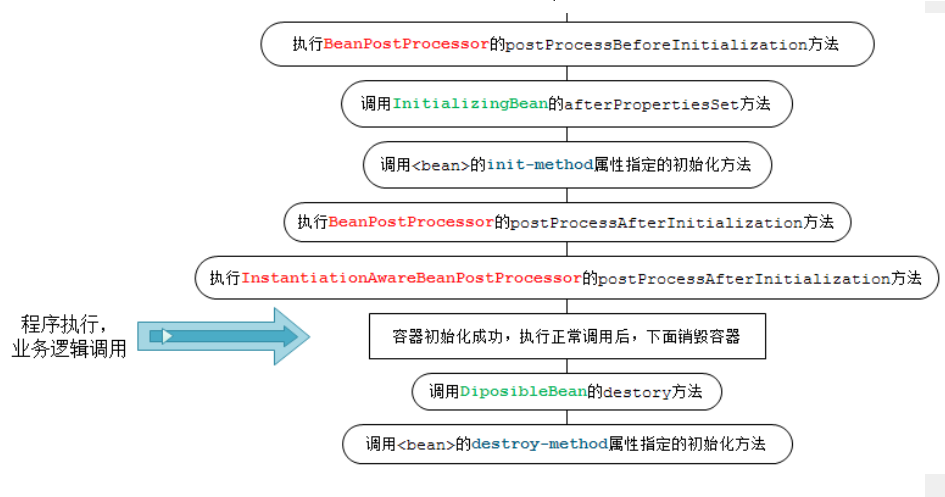 执行BeanPostProcessor的postProcessBeforeInitialization方法
调用InitializingBean的afterPropertiesSet方法
调用<bean>的init-method属性指定的初始化方法
执行BeanPostProcessor的postProcessAfterInitialization方法
执行InstantiationAwareBeanPostProcessor的postProcessAfterInitialization方法
程序执行，
业务逻辑调用
容器初始化成功，执行正常调用后，下面销毁容器
调用DiposibleBean的destory方法
调用<bean>的destroy-method属性指定的初始化方法